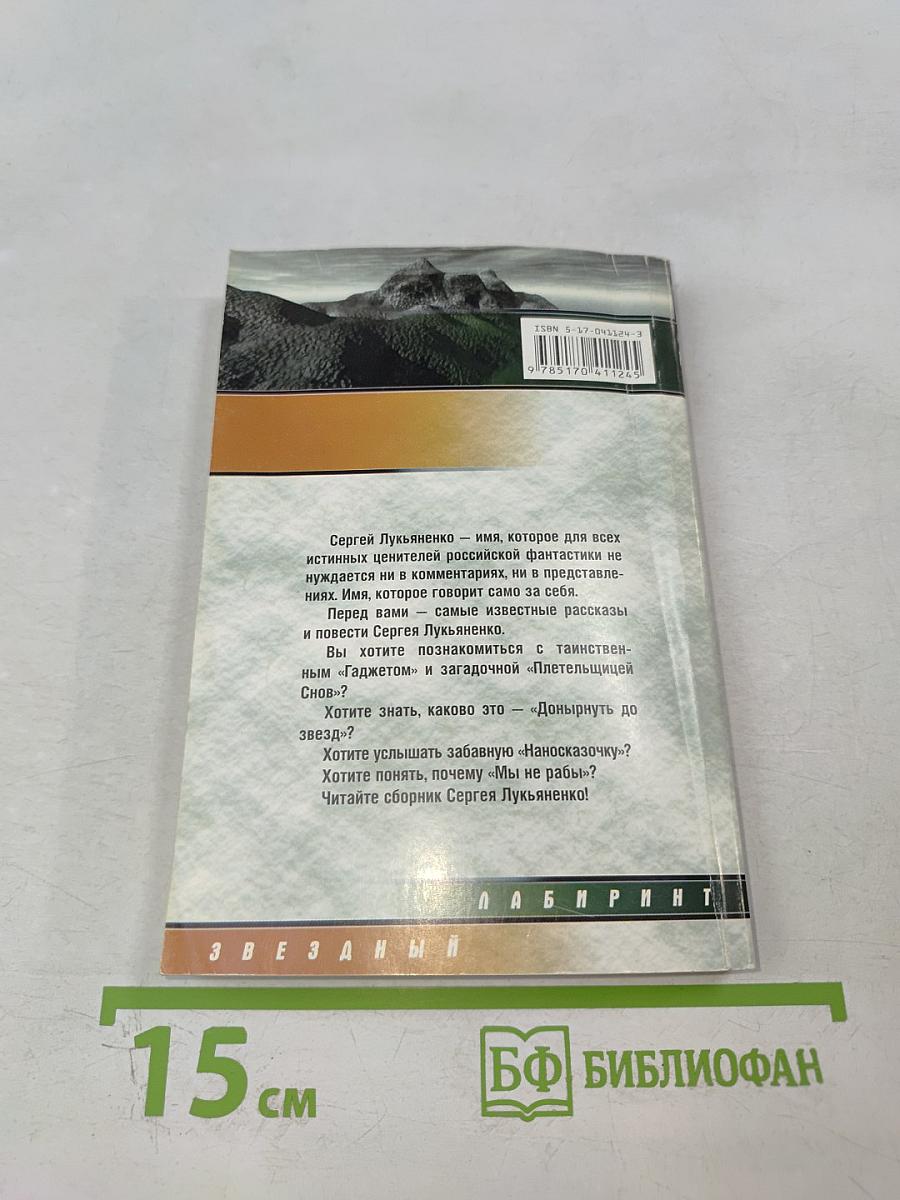 ISBN 5-17-041124-3
9 785170 411245
Сергей Лукьяненко — имя, которое для всех
истинных ценителей российской фантастики не
нуждается ни в комментариях, ни в представле-
ниях. Имя, которое говорит само за себя.
Перед вами — самые известные рассказы
и повести Сергея Лукьяненко.
Вы хотите познакомиться с таинствен-
ным «Гаджетом» и загадочной «Плетельщицей
Снов»?
Хотите знать, каково это — «Донырнуть до
звезд»?
Хотите услышать забавную «Наносказочку»?
Хотите понять, почему «Мы не рабы»?
Читайте сборник Сергея Лукьяненко!
ЛАБИРИНТ
ЗВЕЗДНЫЙ
15 см
БФ БИБЛИОФАН